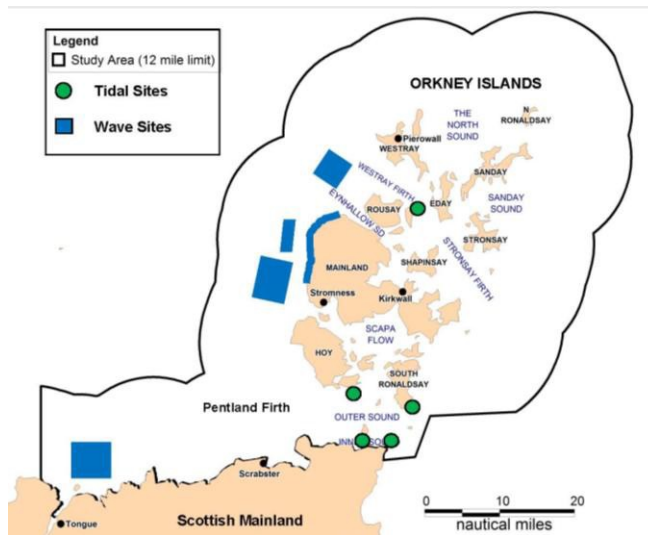 Legend
Study Area (12 mile limit)
Tidal Sites
Wave Sites
ORKNEY ISLANDS
THE
NORTH
SOUND
N
RONALDSAY
Pierowall
WESTRAY
WESTRAY FIRTH
SANDAY
EYNHALLOW SD
ROUSAY
EDAY
SANDAY
SOUND
STRONSAY
STRONSAY FIRTH
MAINLAND
SHAPINSAY
Stromness
Kirkwall
SCAPA
FLOW
HOY
SOUTH
RONALDSAY
Pentland Firth
OUTER SOUND
Scrabster
Tongue
Scottish Mainland
0 10 20
nautical miles